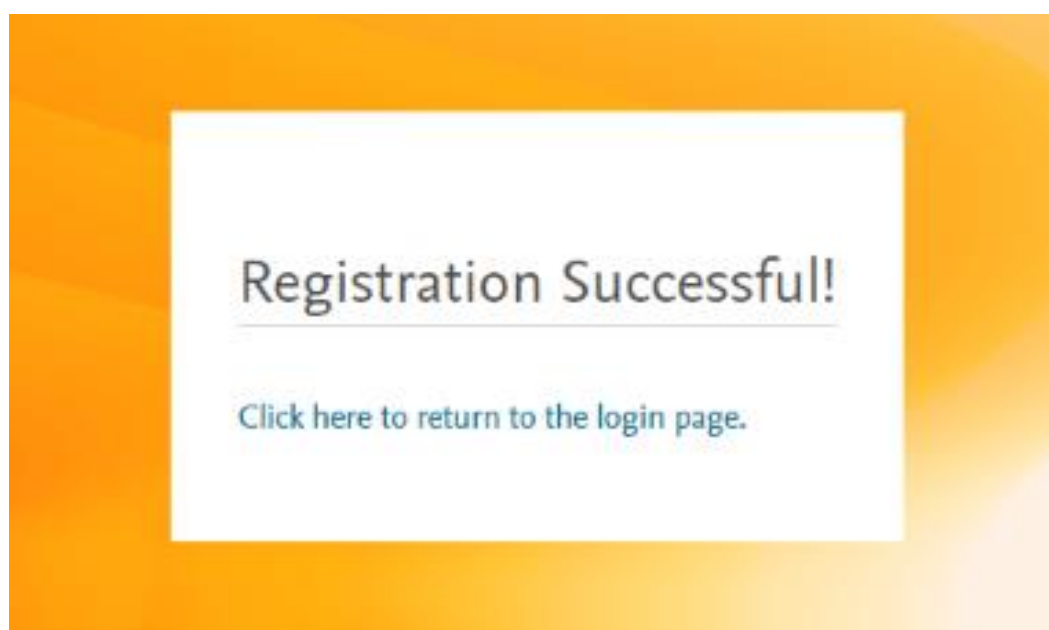 Registration Successful!
Click here to return to the login page.